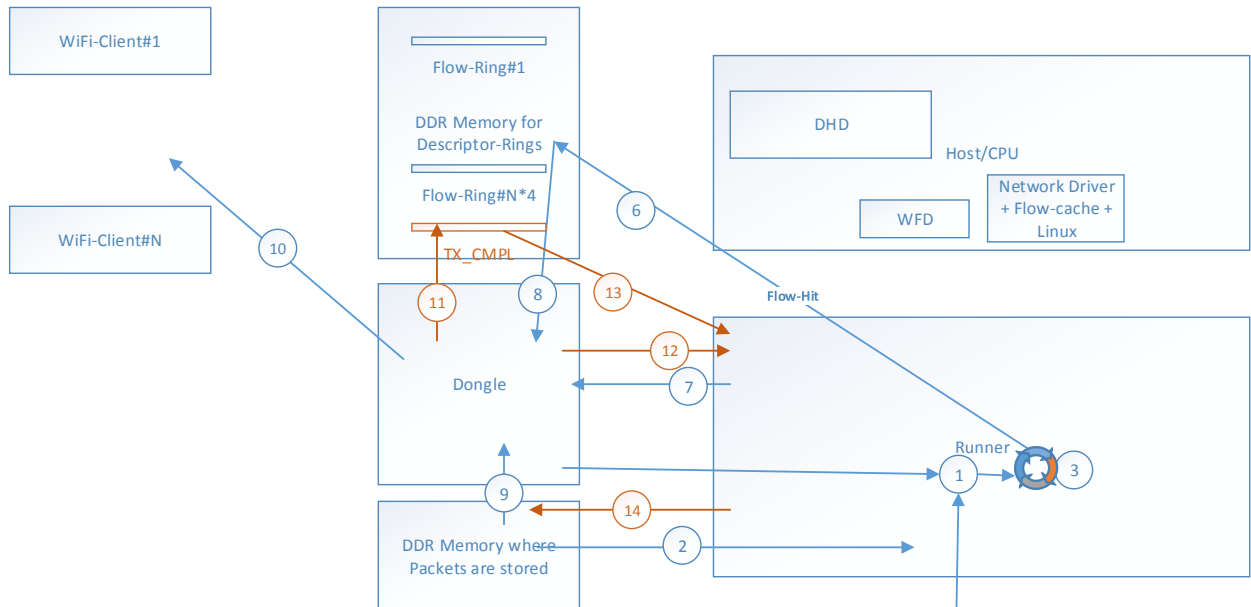 WiFi-Client#1
WiFi-Client#N
10
Flow-Ring#1
DDR Memory for
Descriptor-Rings
Flow-Ring#N*4
TX_CMPL
11
8
13
6
DHD
Host/CPU
WFD
Network Driver
+ Flow-cache +
Linux
Flow-Hit
12
7
Dongle
Runner
1
3
9
14
2
DDR Memory where
Packets are stored